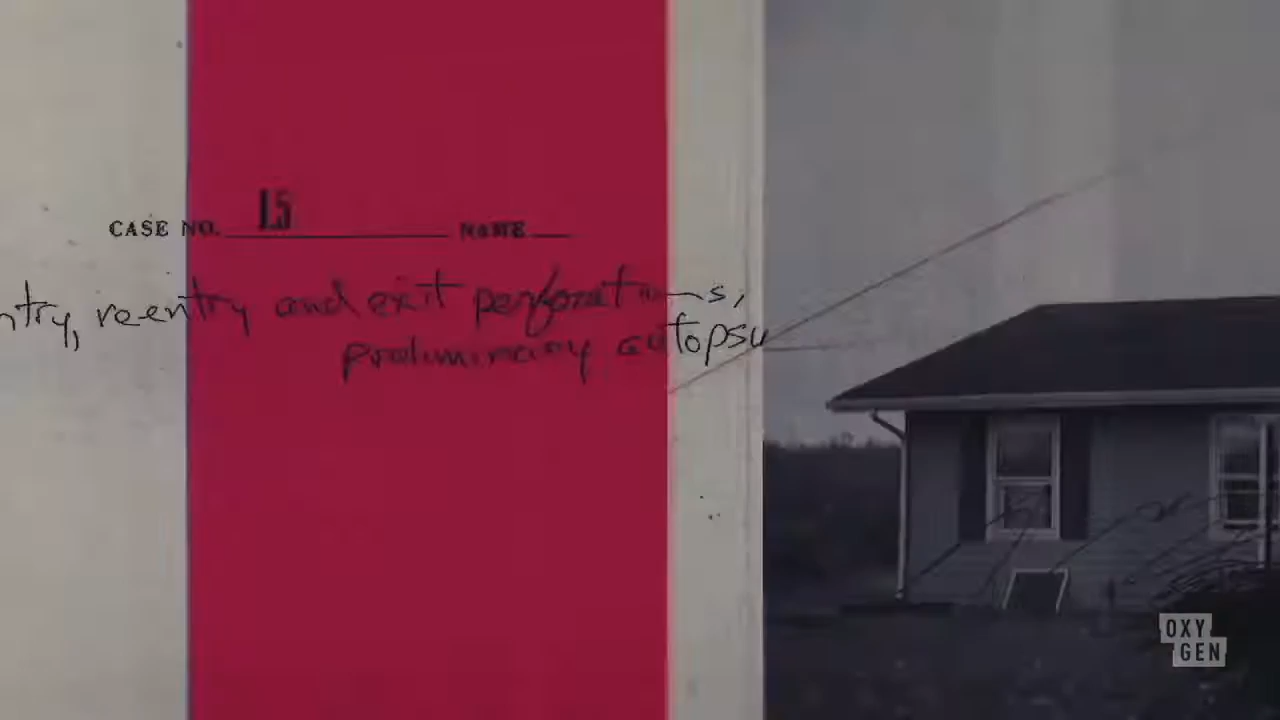 CASE NO. 15 NAME
ntry, reentry and exit perforations,
preliminary autopsy
OXY
GEN